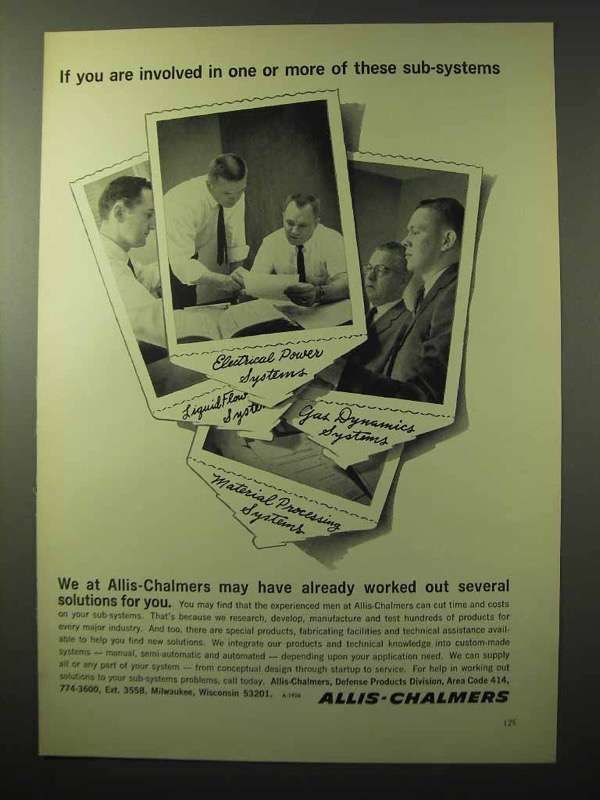 If you are involved in one or more of these sub-systems
Electrical Power
Systems
Liquid Flow
Syste
Gas Dynamics
Systems
Material Processing
Systems
We at Allis-Chalmers may have already worked out several
solutions for you. You may find that the experienced men at Allis-Chalmers can cut time and costs
on your sub-systems. That's because we research, develop, manufacture and test hundreds of products for
every major industry. And too, there are special products, fabricating facilities and technical assistance avail-
able to help you find new solutions. We integrate our products and technical knowledge into custom-made
systems — manual, semi-automatic and automated — depending upon your application need. We can supply
all or any part of your system — from conceptual design through startup to service. For help in working out
solutions to your sub-systems problems, call today. Allis-Chalmers, Defense Products Division, Area Code 414,
774-3600, Ext. 3558, Milwaukee, Wisconsin 53201. ALLIS-CHALMERS
125